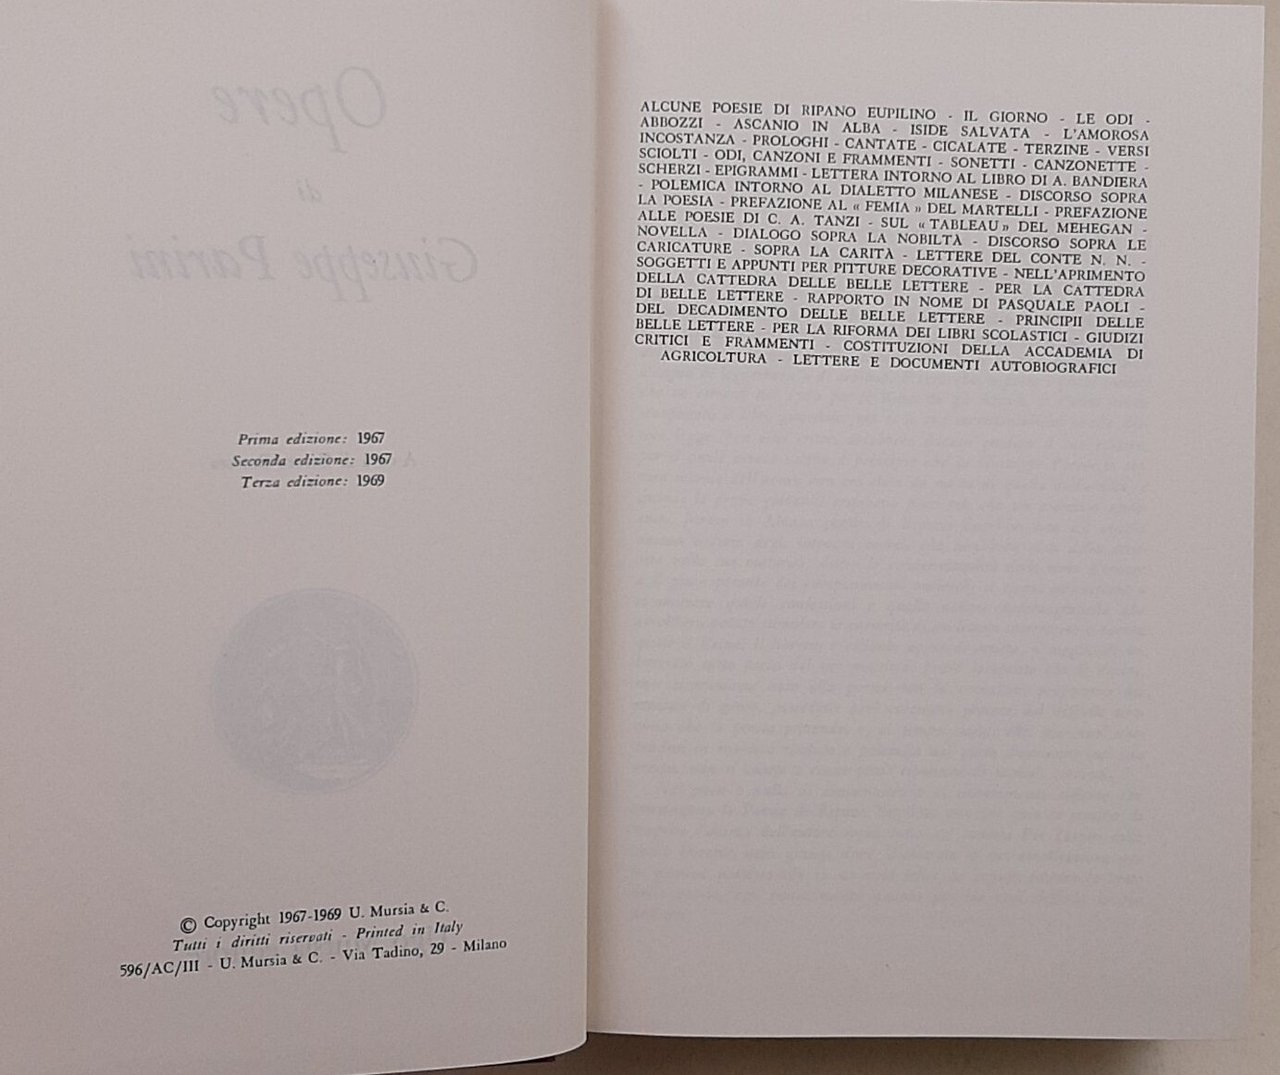 Opere
di
Giuseppe Parini
Prima edizione: 1967
Seconda edizione: 1967
Terza edizione: 1969
© Copyright 1967-1969 U. Mursia & C.
Tutti i diritti riservati - Printed in Italy
596/AC/III - U. Mursia & C. - Via Tadino, 29 - Milano
ALCUNE POESIE DI RIPANO EUPILINO - IL GIORNO - LE ODI -
ABBOZZI - ASCANIO IN ALBA - ISIDE SALVATA - L'AMOROSA
INCOSTANZA - PROLOGHI - CANTATE - CICALATE - TERZINE - VERSI
SCIOLTI - ODI, CANZONI E FRAMMENTI - SONETTI - CANZONETTE -
SCHERZI - EPIGRAMMI - LETTERA INTORNO AL LIBRO DI A. BANDIERA
- POLEMICA INTORNO AL DIALETTO MILANESE - DISCORSO SOPRA
LA POESIA - PREFAZIONE AL « FEMIA » DEL MARTELLI - PREFAZIONE
ALLE POESIE DI C. A. TANZI - SUL « TABLEAU » DEL MEHEGAN -
NOVELLA - DIALOGO SOPRA LA NOBILTÀ - DISCORSO SOPRA LE
CARICATURE - SOPRA LA CARITÀ - LETTERE DEL CONTE N. N. -
SOGGETTI E APPUNTI PER PITTURE DECORATIVE - NELL'APRIMENTO
DELLA CATTEDRA DELLE BELLE LETTERE - PER LA CATTEDRA
DI BELLE LETTERE - RAPPORTO IN NOME DI PASQUALE PAOLI -
DEL DECADIMENTO DELLE BELLE LETTERE - PRINCIPII DELLE
BELLE LETTERE - PER LA RIFORMA DEI LIBRI SCOLASTICI - GIUDIZI
CRITICI E FRAMMENTI - COSTITUZIONI DELLA ACCADEMIA DI
AGRICOLTURA - LETTERE E DOCUMENTI AUTOBIOGRAFICI